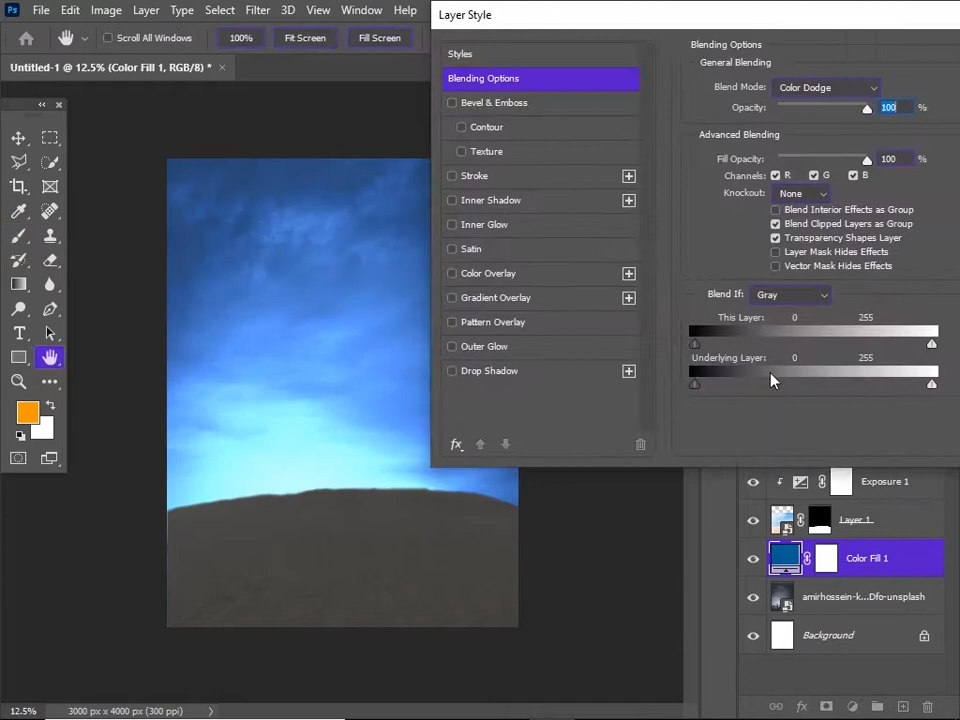 Ps File Edit Image Layer Type Select Filter 3D View Window Help
Layer Style
Scroll All Windows 100% Fit Screen Fill Screen
Untitled-1 @ 12.5% (Color Fill 1, RGB/8) *
Styles
Blending Options
Bevel & Emboss
Contour
Texture
Stroke
Inner Shadow
Inner Glow
Satin
Color Overlay
Gradient Overlay
Pattern Overlay
Outer Glow
Drop Shadow
fx
Blending Options
General Blending
Blend Mode: Color Dodge
Opacity: 100 %
Advanced Blending
Fill Opacity: 100 %
Channels: R G B
Knockout: None
Blend Interior Effects as Group
Blend Clipped Layers as Group
Transparency Shapes Layer
Layer Mask Hides Effects
Vector Mask Hides Effects
Blend If: Gray
This Layer: 0 255
Underlying Layer: 0 255
Exposure 1
Layer 1
Color Fill 1
amirhossein-k...Dfo-unsplash
Background
fx
12.5% 3000 px x 4000 px (300 ppi)